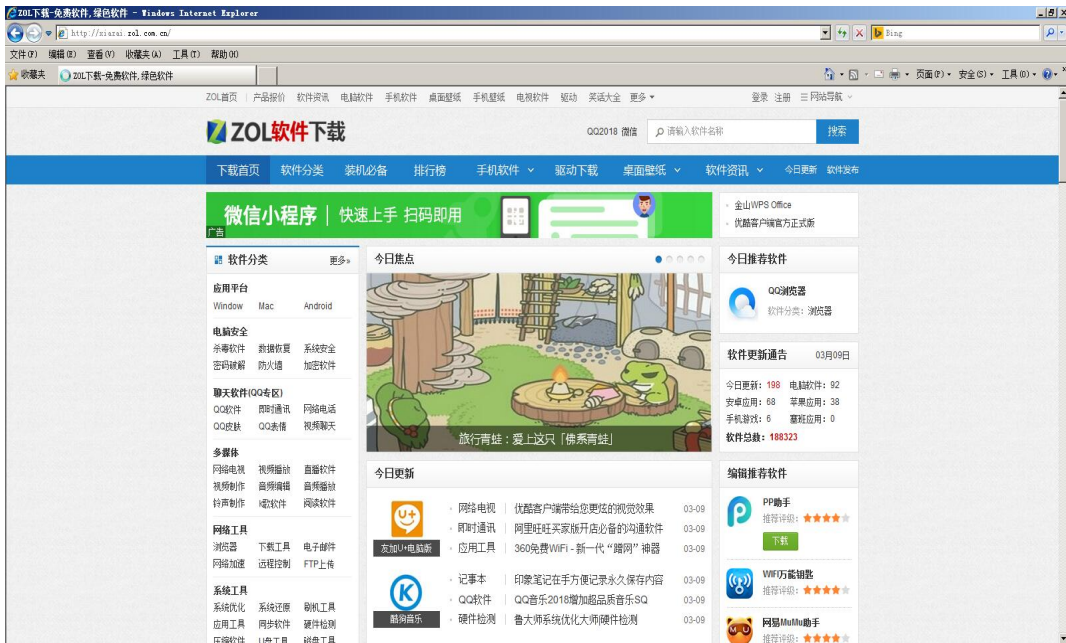 ZOL下载-免费软件,绿色软件 - Windows Internet Explorer
Bing
文件(F) 编辑(E) 查看(V) 收藏夹(A) 工具(T) 帮助(H)
收藏夹 ZOL下载-免费软件,绿色软件 页面(P) 安全(S) 工具(O)
ZOL首页 产品报价 软件资讯 电脑软件 手机软件 桌面壁纸 手机壁纸 电视软件 驱动 笑话大全 更多 登录 注册 网站导航
ZOL软件下载 QQ2018 微信 请输入软件名称 搜索
下载首页 软件分类 装机必备 排行榜 手机软件 驱动下载 桌面壁纸 软件资讯 今日更新 软件发布
微信小程序 | 快速上手 扫码即用
广告
金山WPS Office
优酷客户端官方正式版
软件分类 更多»
应用平台
Window Mac Android
电脑安全
杀毒软件 数据恢复 系统安全
密码破解 防火墙 加密软件
聊天软件(QQ专区)
QQ软件 即时通讯 网络电话
QQ皮肤 QQ表情 视频聊天
多媒体
网络电视 视频播放 直播软件
视频制作 音频编辑 音频播放
铃声制作 k歌软件 阅读软件
网络工具
浏览器 下载工具 电子邮件
网络加速 远程控制 FTP上传
系统工具
系统优化 系统还原 刷机工具
应用工具 同步软件 硬件检测
压缩软件 U盘工具 磁盘工具
今日焦点
旅行青蛙:爱上这只「佛系青蛙」
今日更新
友加U+电脑版
网络电视 优酷客户端带给您更炫的视觉效果 03-09
即时通讯 阿里旺旺买家版开店必备的沟通软件 03-09
应用工具 360免费WiFi - 新一代“蹭网”神器 03-09
酷狗音乐
记事本 印象笔记在手方便记录永久保存内容 03-09
QQ软件 QQ音乐2018增加超品质音乐SQ 03-09
硬件检测 鲁大师系统优化大师硬件检测 03-09
今日推荐软件
QQ浏览器
软件分类:浏览器
软件更新通告 03月09日
今日更新:198 电脑软件:92
安卓应用:68 苹果应用:38
手机游戏:6 塞班应用:0
软件总数:188323
编辑推荐软件
PP助手
推荐评级:
下载
WiFi万能钥匙
推荐评级:
网易MuMu助手
推荐评级: